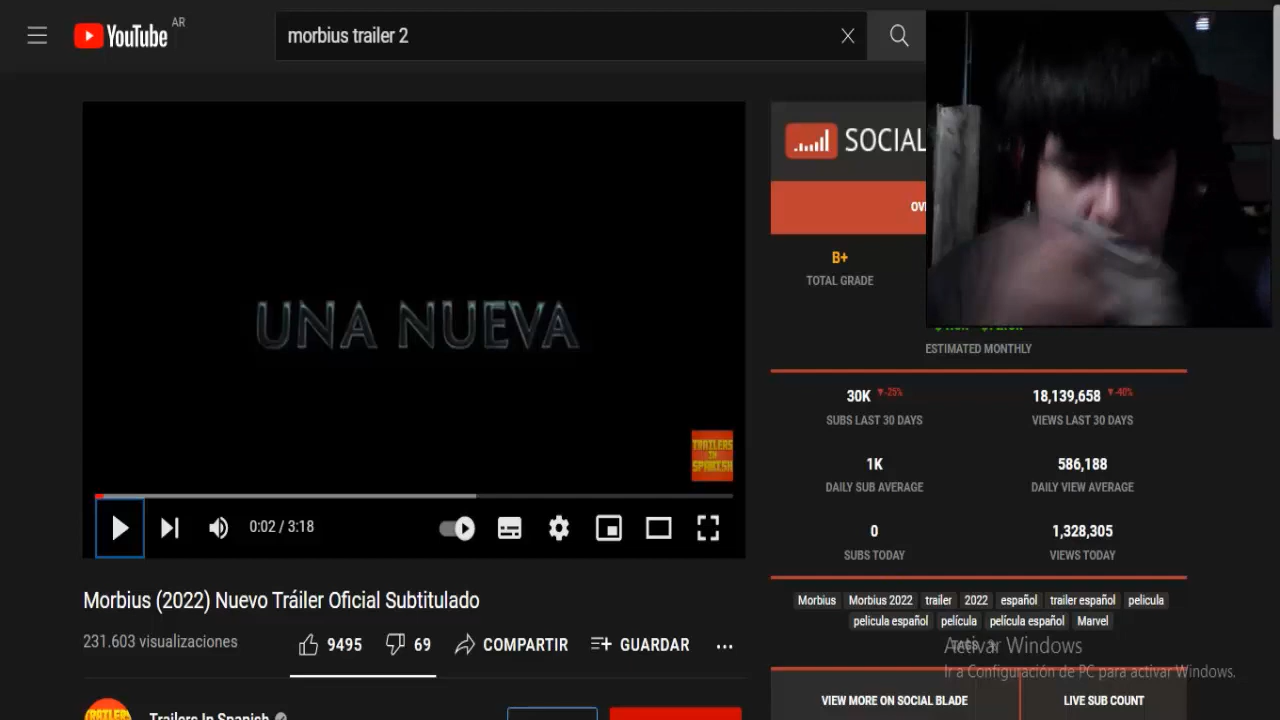 YouTube AR
morbius trailer 2
SOCIAL
UNA NUEVA
TRAILERS
IN
SPANISH
0:02 / 3:18
Morbius (2022) Nuevo Tráiler Oficial Subtitulado
231.603 visualizaciones
9495
69
COMPARTIR
GUARDAR
Trailers In Spanish
B+
TOTAL GRADE
ESTIMATED MONTHLY
30K ▼-25%
SUBS LAST 30 DAYS
18,139,658 ▼-40%
VIEWS LAST 30 DAYS
1K
DAILY SUB AVERAGE
586,188
DAILY VIEW AVERAGE
0
SUBS TODAY
1,328,305
VIEWS TODAY
Morbius Morbius 2022 trailer 2022 español trailer español pelicula
pelicula español película película español Marvel
Activar Windows
Ir a Configuración de PC para activar Windows.
VIEW MORE ON SOCIAL BLADE
LIVE SUB COUNT